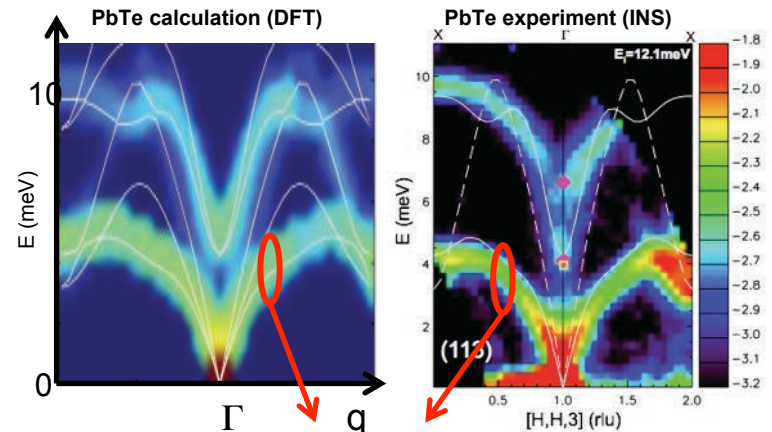 PbTe calculation (DFT)
PbTe experiment (INS)
10
E (meV)
0
Γ
q
X
Γ
X
Ei=12.1meV
10
8
6
4
2
E (meV)
(113)
0.5
1.0
1.5
2.0
[H,H,3] (rlu)
−1.8
−1.9
−2.0
−2.1
−2.2
−2.3
−2.4
−2.5
−2.6
−2.7
−2.8
−2.9
−3.0
−3.1
−3.2